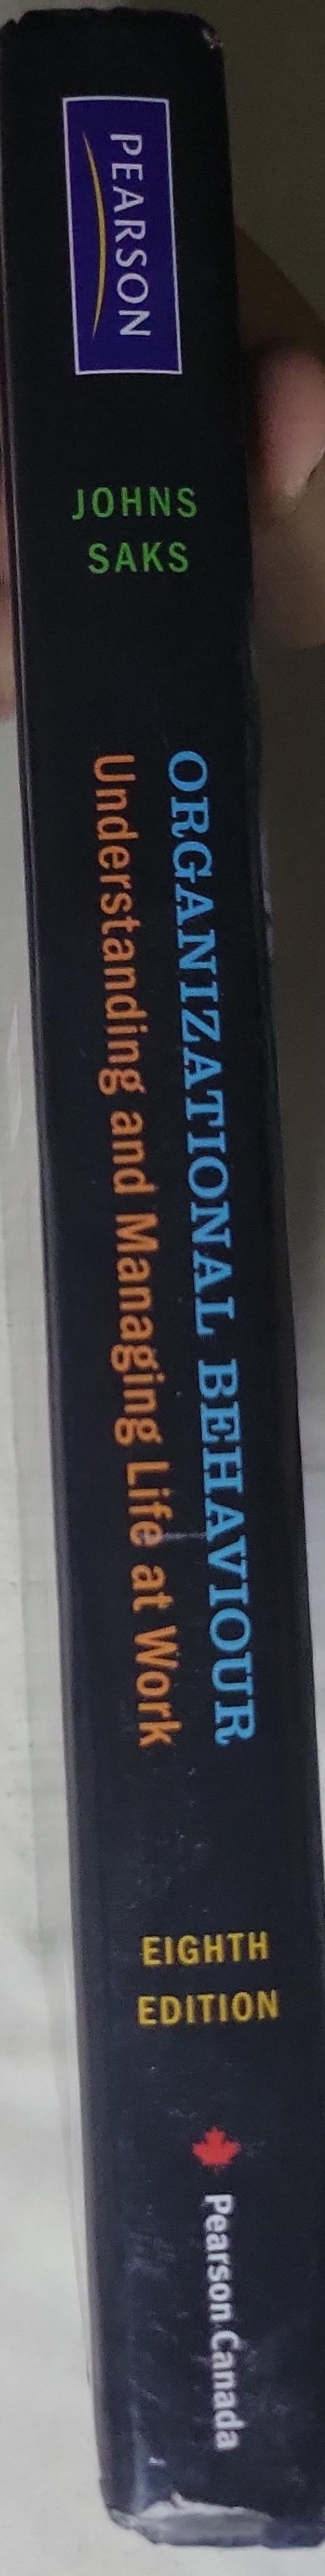 PEARSON
JOHNS
SAKS
ORGANIZATIONAL BEHAVIOUR
Understanding and Managing Life at Work
EIGHTH
EDITION
Pearson Canada